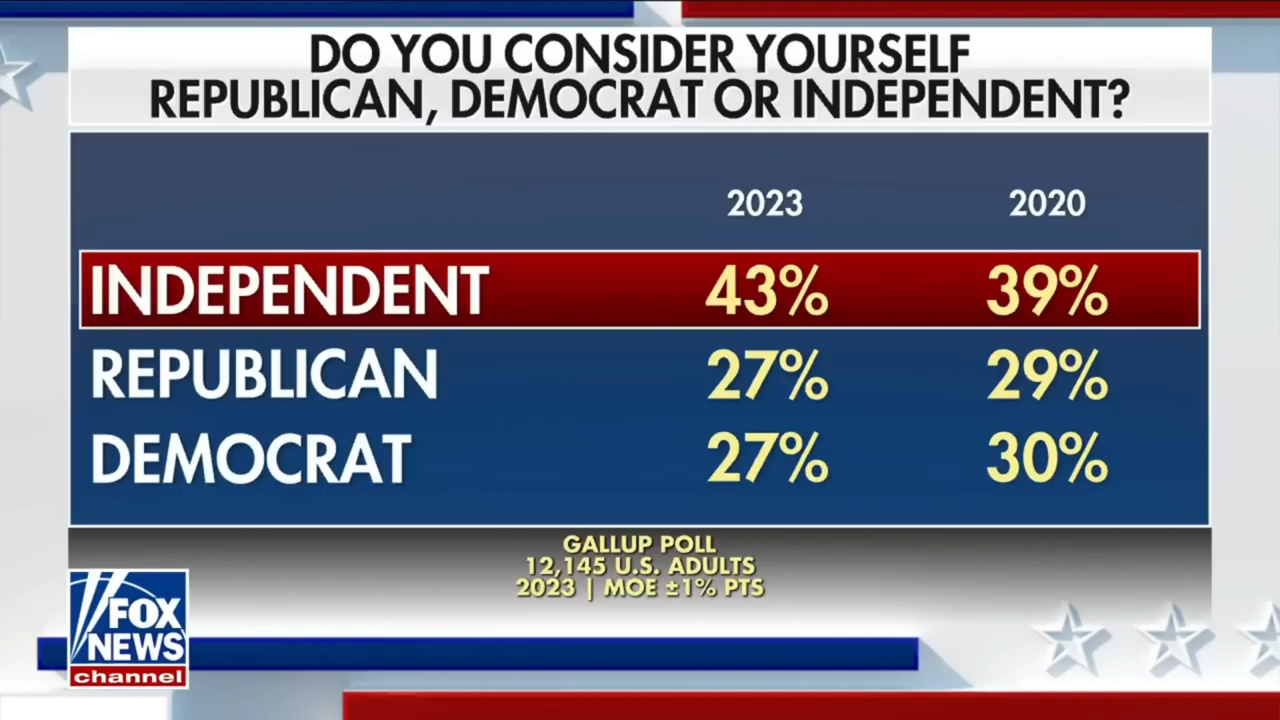 DO YOU CONSIDER YOURSELF
REPUBLICAN, DEMOCRAT OR INDEPENDENT?
2023 2020
INDEPENDENT 43% 39%
REPUBLICAN 27% 29%
DEMOCRAT 27% 30%
GALLUP POLL
12,145 U.S. ADULTS
2023 | MOE ±1% PTS
FOX
NEWS
channel